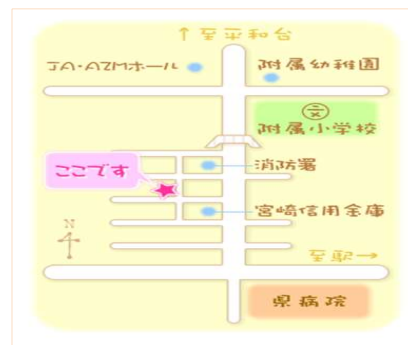 ↑至平和台
JA・AZMホール
附属幼稚園
附属小学校
消防署
ここです
宮崎信用金庫
N
至駅→
県病院